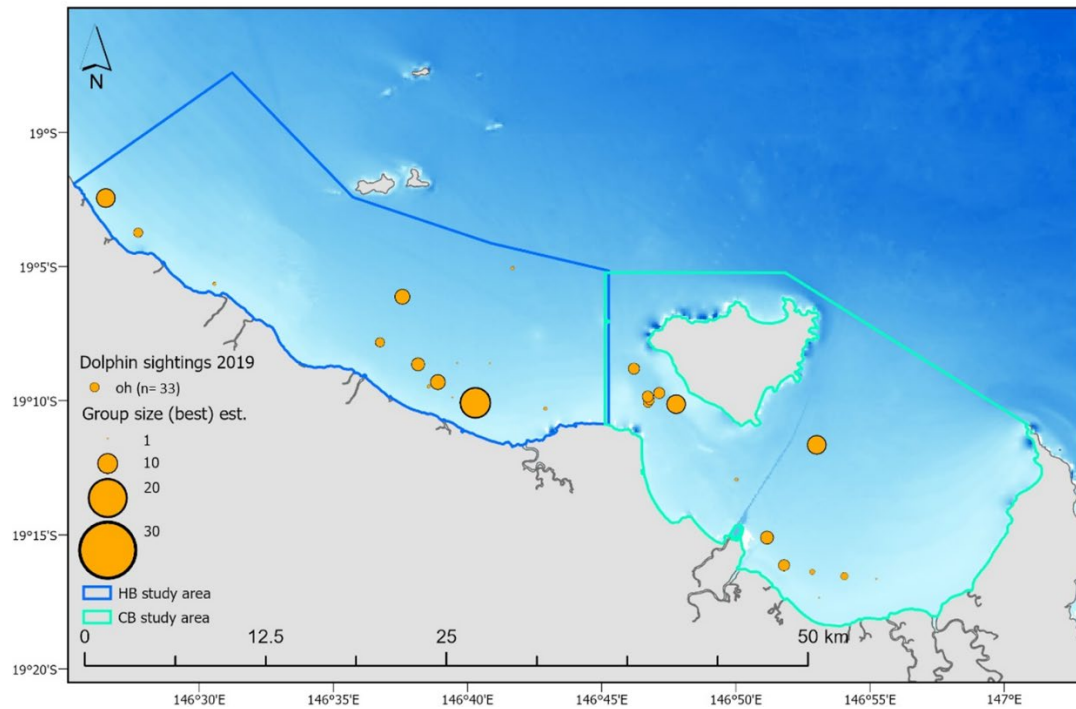 N
19°S
19°5'S
19°10'S
19°15'S
19°20'S
Dolphin sightings 2019
oh (n= 33)
Group size (best) est.
1
10
20
30
HB study area
CB study area
0 12.5 25 50 km
146°30'E 146°35'E 146°40'E 146°45'E 146°50'E 146°55'E 147°E